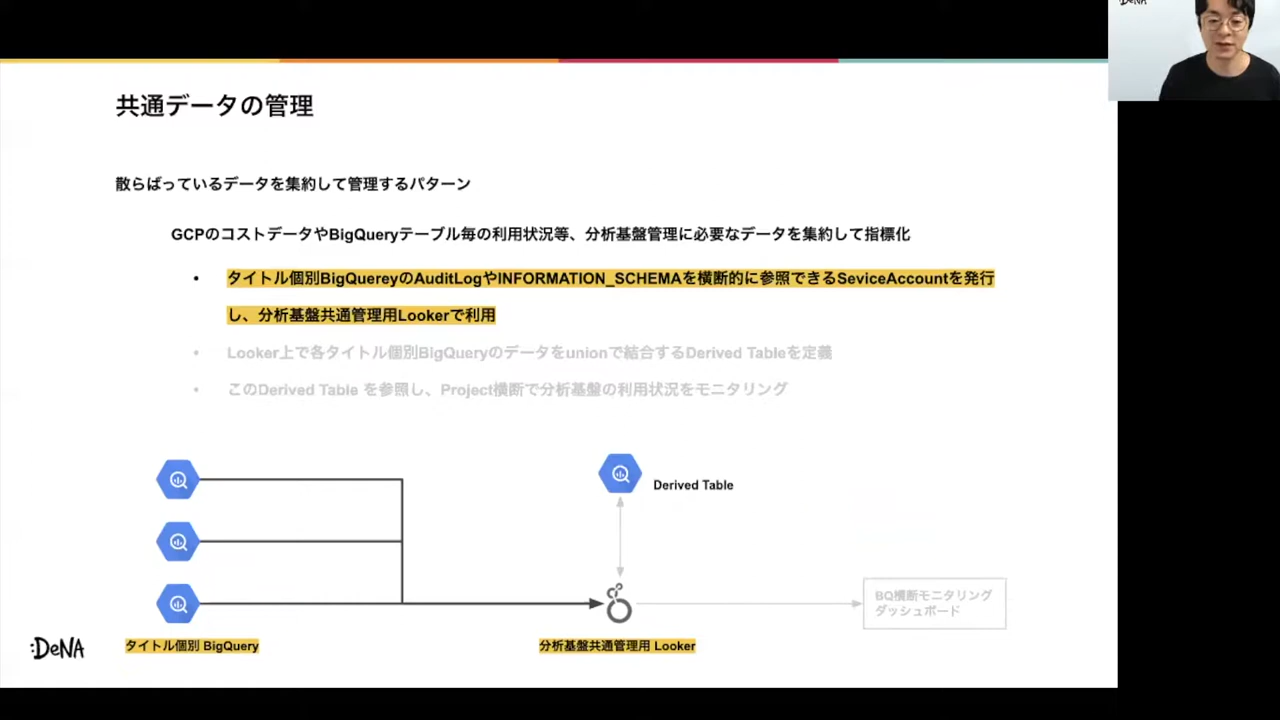 DeNA
共通データの管理
散らばっているデータを集約して管理するパターン
GCPのコストデータやBigQueryテーブル毎の利用状況等、分析基盤管理に必要なデータを集約して指標化
• タイトル個別BigQuereyのAuditLogやINFORMATION_SCHEMAを横断的に参照できるSeviceAccountを発行
し、分析基盤共通管理用Lookerで利用
• Looker上で各タイトル個別BigQueryのデータをunionで結合するDerived Tableを定義
• このDerived Table を参照し、Project横断で分析基盤の利用状況をモニタリング
Derived Table
BQ横断モニタリング
ダッシュボード
:DeNA
タイトル個別 BigQuery
分析基盤共通管理用 Looker